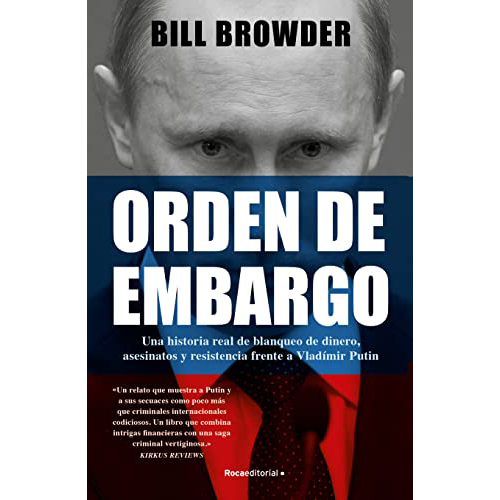 BILL BROWDER
ORDEN DE
EMBARGO
Una historia real de blanqueo de dinero,
asesinatos y resistencia frente a Vladímir Putin
«Un relato que muestra a Putin y
a sus secuaces como poco más
que criminales internacionales
codiciosos. Un libro que combina
intrigas financieras con una saga
criminal vertiginosa.»
KIRKUS REVIEWS
Rocaeditorial